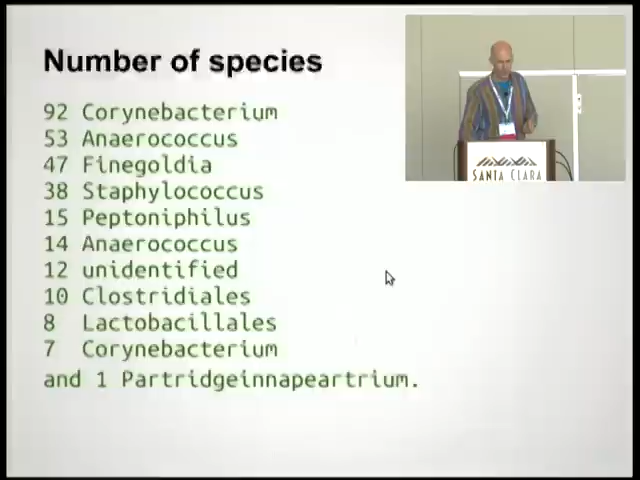 Number of species
92 Corynebacterium
53 Anaerococcus
47 Finegoldia
38 Staphylococcus
15 Peptoniphilus
14 Anaerococcus
12 unidentified
10 Clostridiales
8 Lactobacillales
7 Corynebacterium
and 1 Partridgeinnapeartrium.
SANTA CLARA